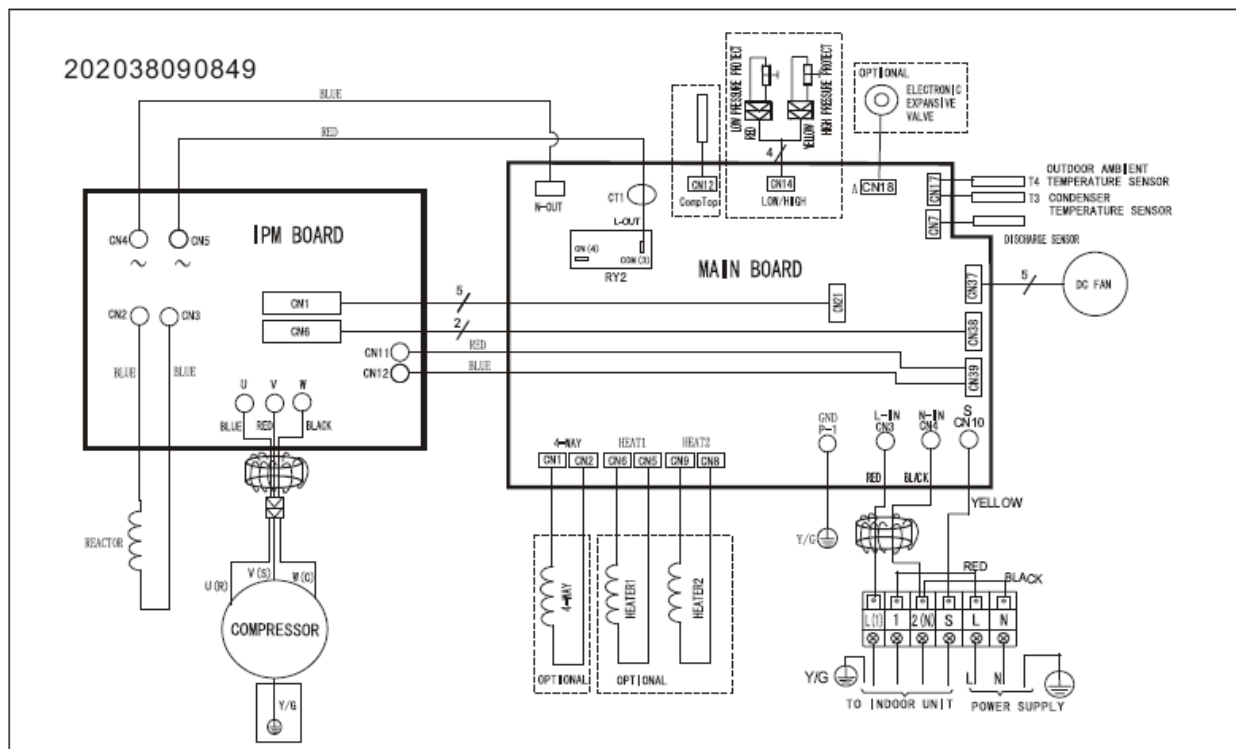 202038090849
BLUE
RED
LOW PRESSURE PROTECT
RED
YELLOW
HIGH PRESSURE PROTECT
4
OPTIONAL
ELECTRONIC
EXPANSIVE
VALVE
CN12
CompTop
CN14
LOW/HIGH
A
CN18
CN17
OUTDOOR AMBIENT
T4 TEMPERATURE SENSOR
T3 CONDENSER
TEMPERATURE SENSOR
CN7
DISCHARGE SENSOR
N-OUT
CT1
L-OUT
CN4
CN5
~
~
IPM BOARD
ON(4)
COM(3)
RY2
MAIN BOARD
CN37
5
DC FAN
CN2
CN3
CN1
5
CN21
CN6
2
CN38
CN11
RED
CN12
BLUE
CN39
BLUE
BLUE
U
V
W
BLUE
RED
BLACK
4-WAY
HEAT1
HEAT2
CN1
CN2
CN6
CN5
CN9
CN8
GND
P-1
L-IN
CN3
N-IN
CN4
S
CN10
RED
BLACK
YELLOW
REACTOR
Y/G
U(R)
V(S)
W(C)
COMPRESSOR
Y/G
4-WAY
OPTIONAL
HEATER1
HEATER2
OPTIONAL
RED
BLACK
L(1)
1
2(N)
S
L
N
Y/G
L
N
TO INDOOR UNIT
POWER SUPPLY